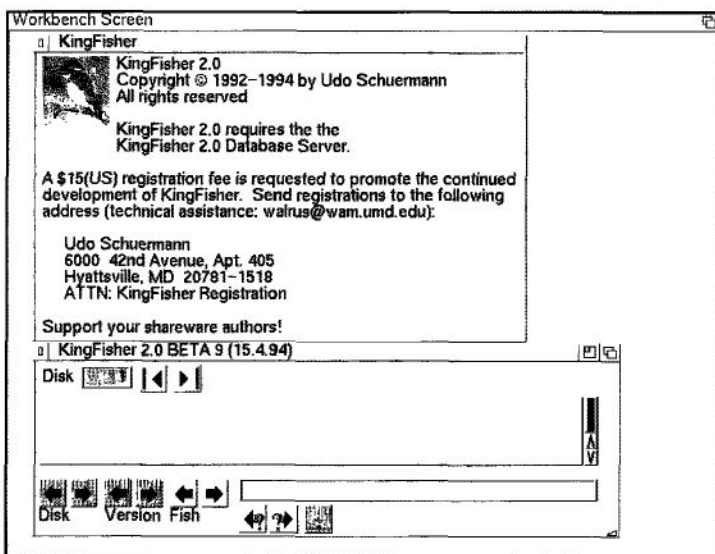 Workbench Screen
KingFisher
KingFisher 2.0
Copyright © 1992-1994 by Udo Schuermann
All rights reserved
KingFisher 2.0 requires the the
KingFisher 2.0 Database Server.
A $15(US) registration fee is requested to promote the continued
development of KingFisher. Send registrations to the following
address (technical assistance: walrus@wam.umd.edu):
Udo Schuermann
6000 42nd Avenue, Apt. 405
Hyattsville, MD 20781-1518
ATTN: KingFisher Registration
Support your shareware authors!
KingFisher 2.0 BETA 9 (15.4.94)
Disk
Disk Version Fish
? ?